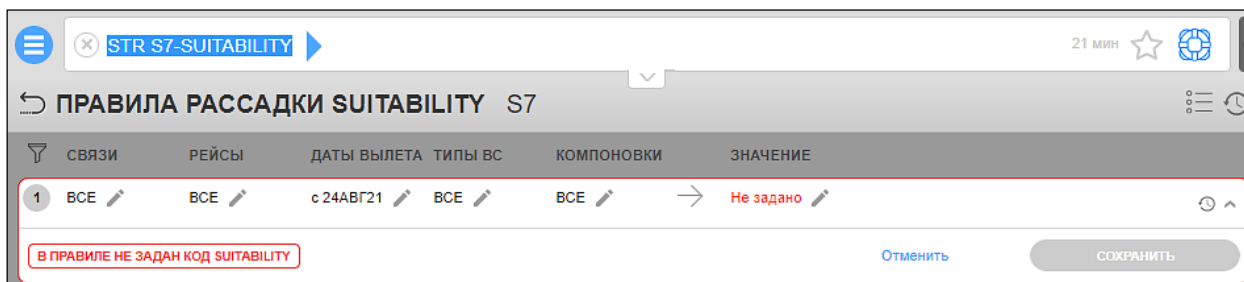 STR S7-SUITABILITY
21 мин
ПРАВИЛА РАССАДКИ SUITABILITY S7
СВЯЗИ РЕЙСЫ ДАТЫ ВЫЛЕТА ТИПЫ ВС КОМПОНОВКИ ЗНАЧЕНИЕ
1 ВСЕ ВСЕ с 24АВГ21 ВСЕ ВСЕ Не задано
В ПРАВИЛЕ НЕ ЗАДАН КОД SUITABILITY Отменить СОХРАНИТЬ